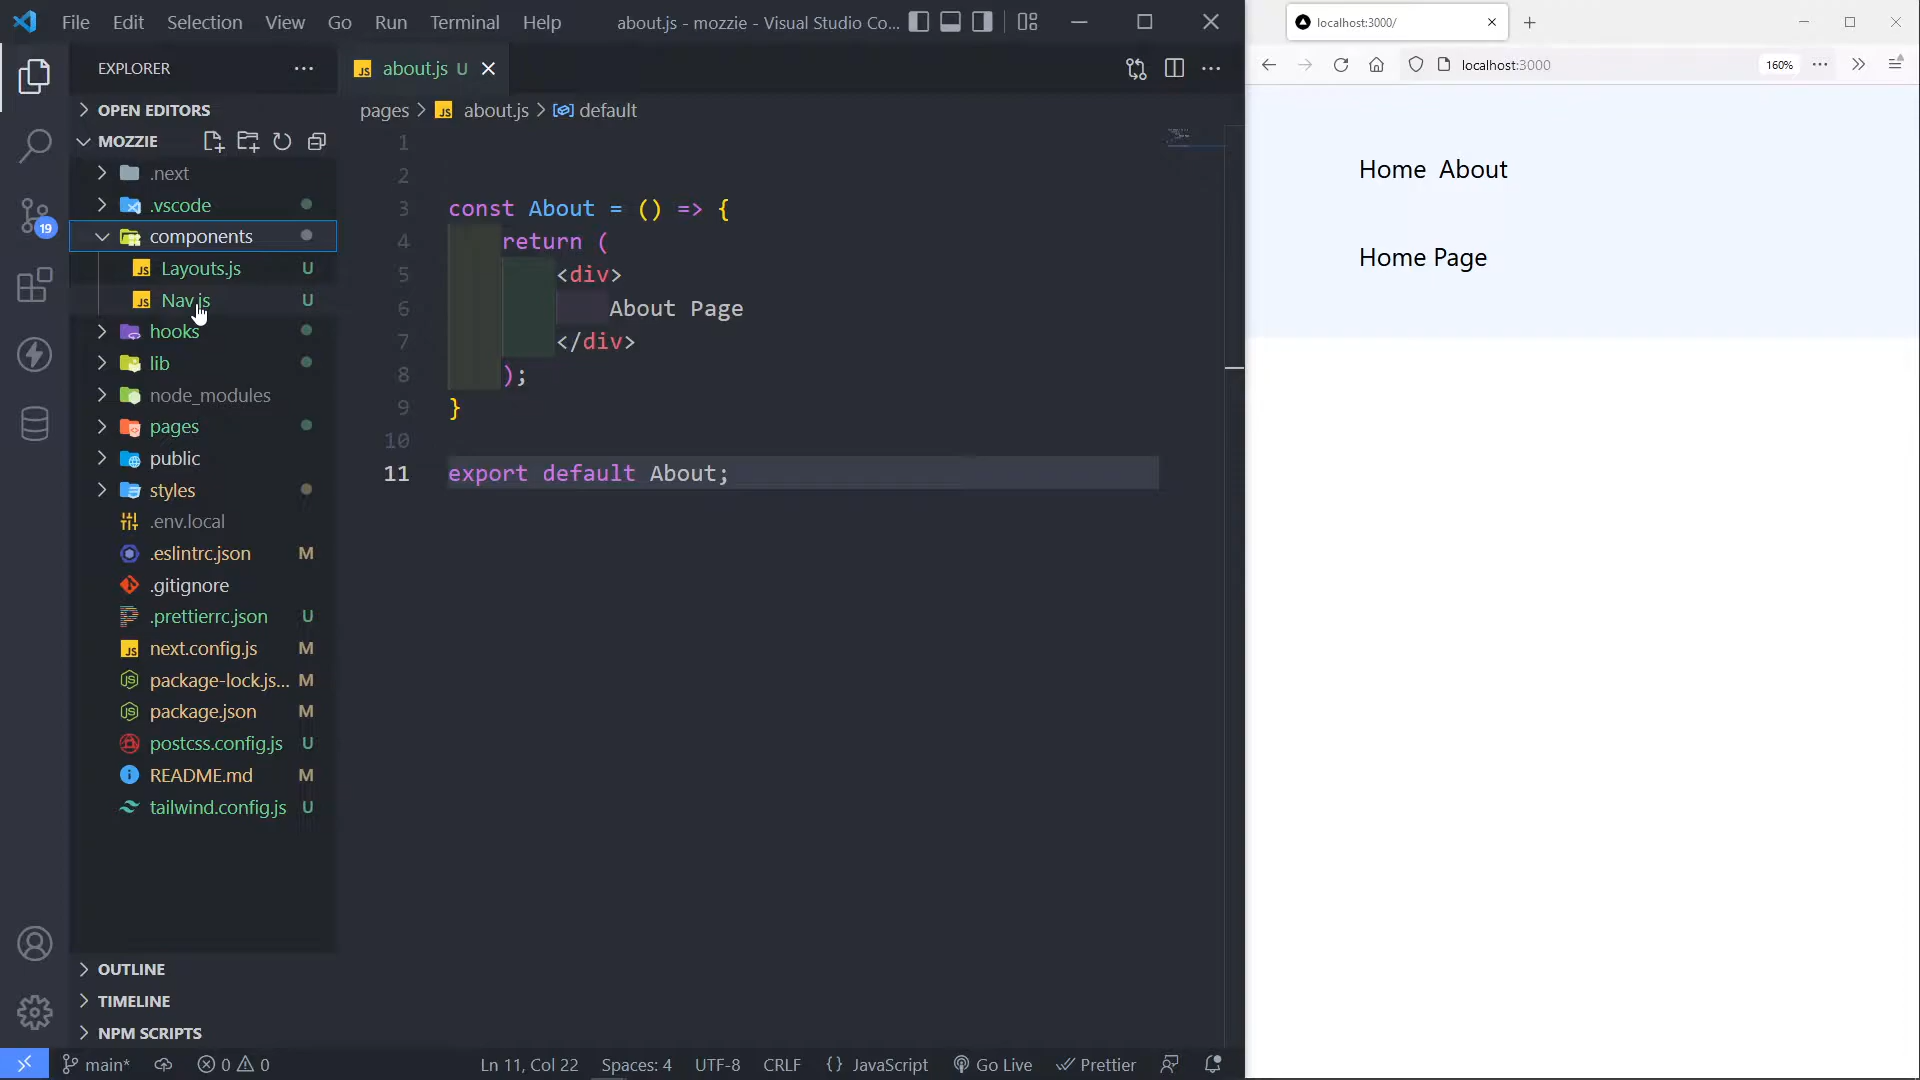 File Edit Selection View Go Run Terminal Help about.js - mozzie - Visual Studio Co...
EXPLORER
OPEN EDITORS
MOZZIE
.next
.vscode
components
JS Layouts.js U
JS Nav.js U
hooks
lib
node_modules
pages
public
styles
.env.local
.eslintrc.json M
.gitignore
.prettierrc.json U
JS next.config.js M
package-lock.js... M
package.json M
postcss.config.js U
README.md M
tailwind.config.js U
OUTLINE
TIMELINE
NPM SCRIPTS
19
JS about.js U
pages > JS about.js > default
1
2
3 const About = () => {
4 return (
5 <div>
6 About Page
7 </div>
8 );
9 }
10
11 export default About;
main* 0 0 Ln 11, Col 22 Spaces: 4 UTF-8 CRLF {} JavaScript Go Live Prettier
localhost:3000/
localhost:3000 160%
Home About
Home Page